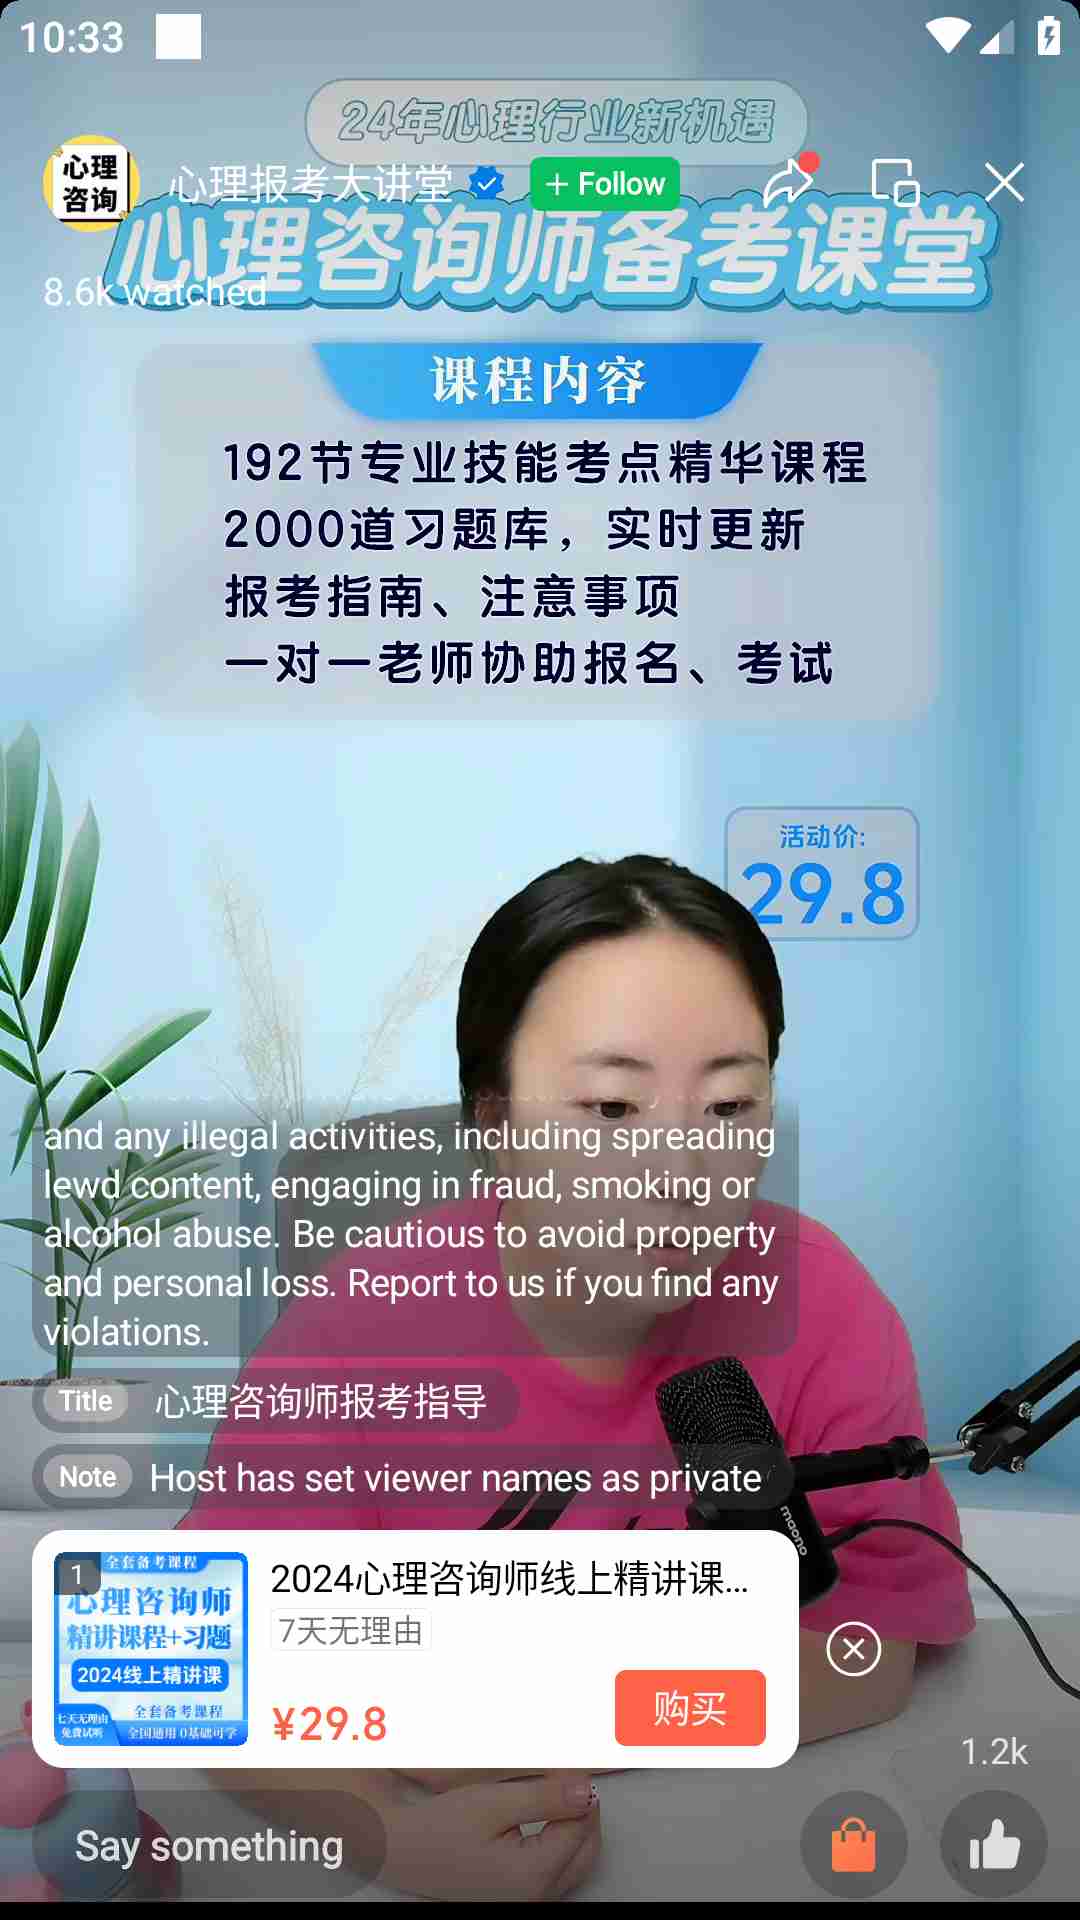 10:33
24年心理行业新机遇
心理
咨询
心理报考大讲堂
+ Follow
心理咨询师备考课堂
8.6k watched
课程内容
192节专业技能考点精华课程
2000道习题库，实时更新
报考指南、注意事项
一对一老师协助报名、考试
活动价:
29.8
and any illegal activities, including spreading
lewd content, engaging in fraud, smoking or
alcohol abuse. Be cautious to avoid property
and personal loss. Report to us if you find any
violations.
Title 心理咨询师报考指导
Note Host has set viewer names as private
maono
1
全套备考课程
心理咨询师
精讲课程+习题
2024线上精讲课
七天无理由
免费试听
全套备考课程
全国通用 0基础可学
2024心理咨询师线上精讲课...
7天无理由
¥29.8
购买
1.2k
Say something